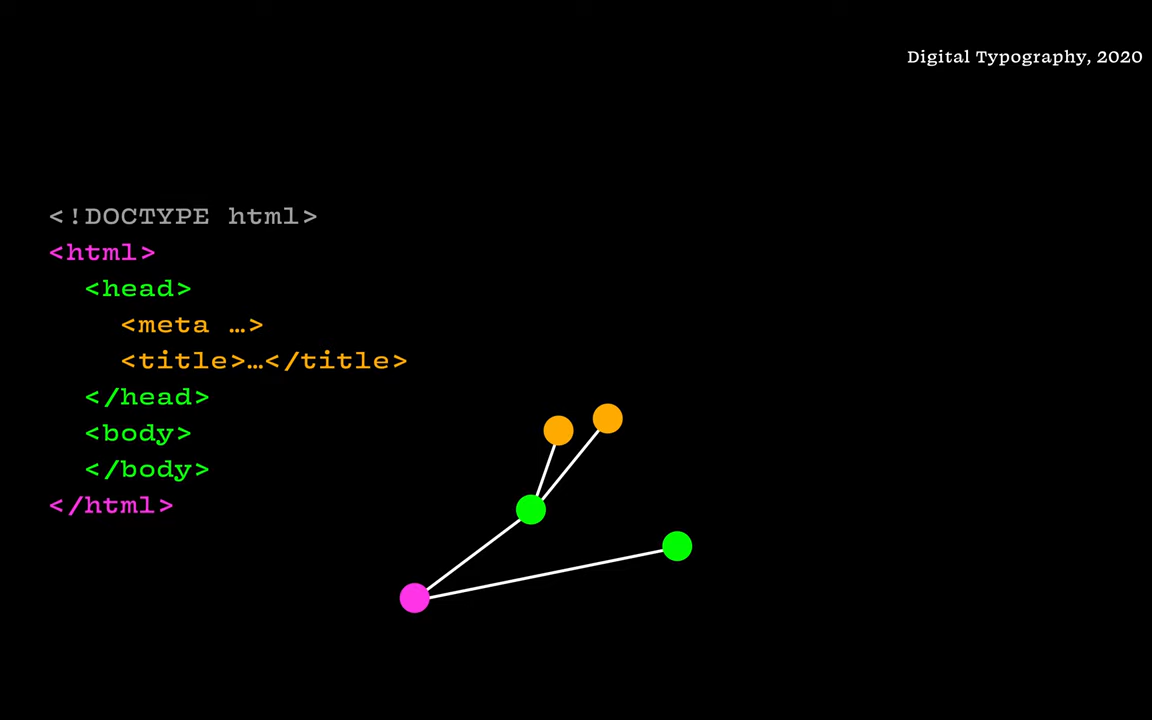 Digital Typography, 2020
<!DOCTYPE html>
<html>
<head>
<meta …>
<title>…</title>
</head>
<body>
</body>
</html>